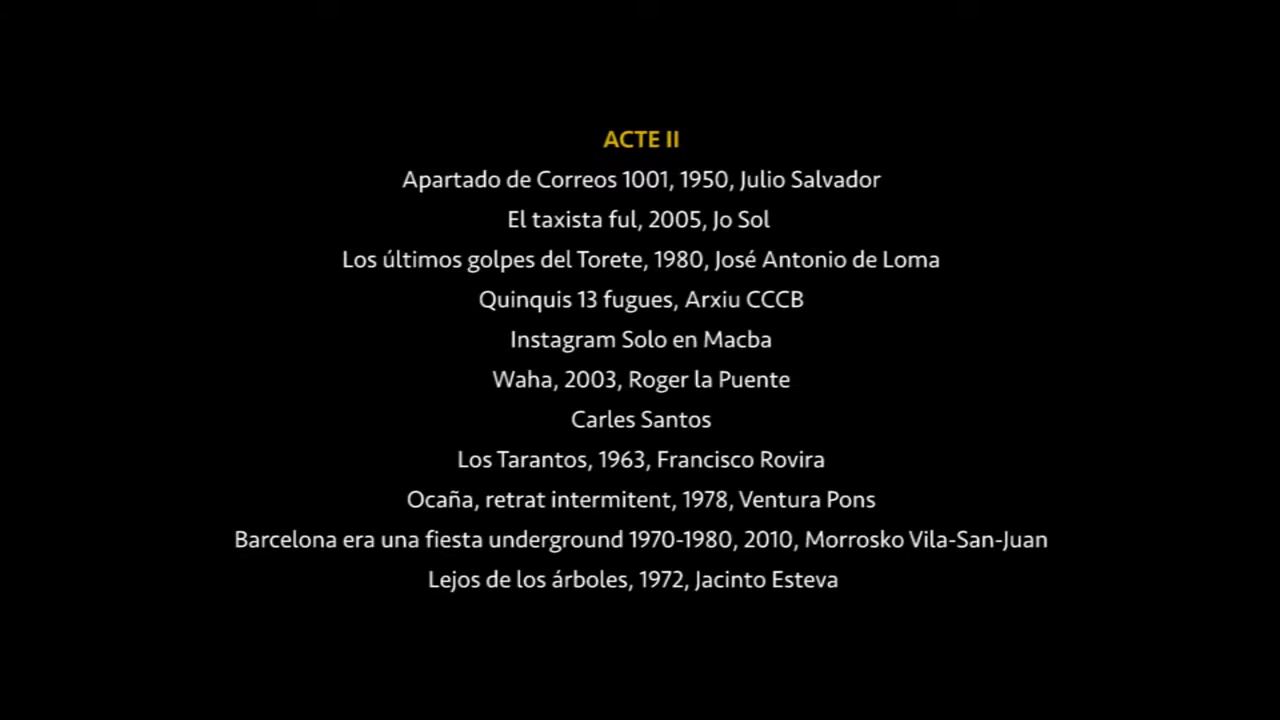 ACTE II
Apartado de Correos 1001, 1950, Julio Salvador
El taxista ful, 2005, Jo Sol
Los últimos golpes del Torete, 1980, José Antonio de Loma
Quinquis 13 fugues, Arxiu CCCB
Instagram Solo en Macba
Waha, 2003, Roger la Puente
Carles Santos
Los Tarantos, 1963, Francisco Rovira
Ocaña, retrat intermitent, 1978, Ventura Pons
Barcelona era una fiesta underground 1970-1980, 2010, Morrosko Vila-San-Juan
Lejos de los árboles, 1972, Jacinto Esteva